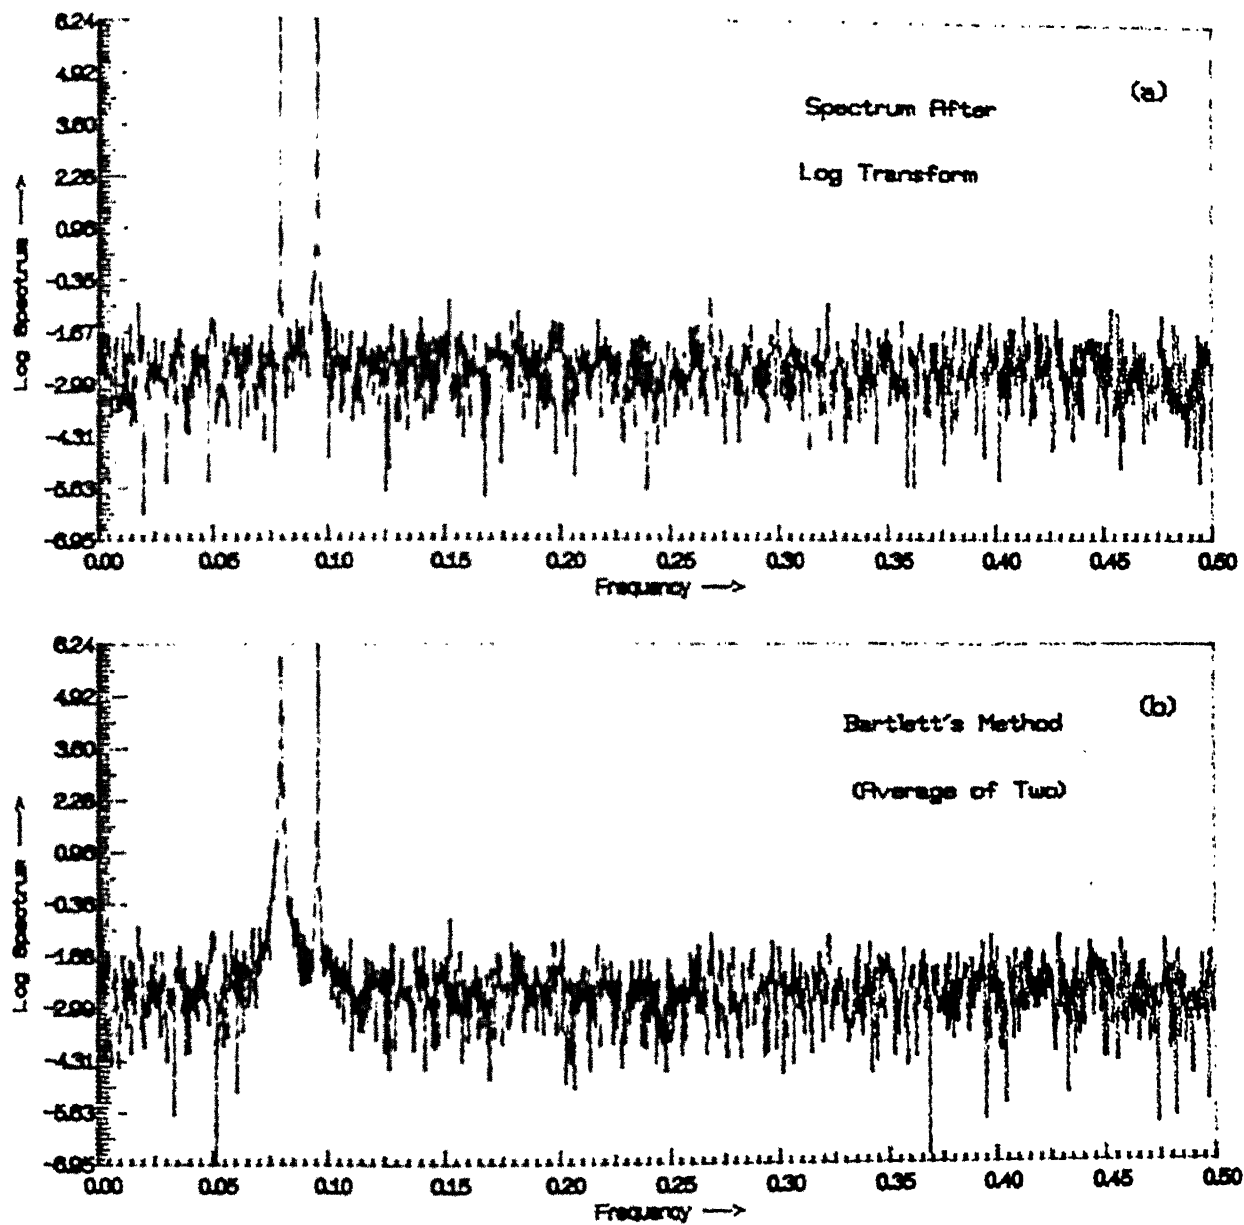 6.24
4.92
3.60
2.28
0.96
-0.36
-1.67
-2.99
-4.31
-5.63
-6.95
Log Spectrum
(a)
Spectrum After
Log Transform
0.00 0.05 0.10 0.15 0.20 0.25 0.30 0.35 0.40 0.45 0.50
Frequency
6.24
4.92
3.60
2.28
0.96
-0.36
-1.68
-2.99
-4.31
-5.63
-6.95
Log Spectrum
(b)
Bartlett's Method
(Average of Two)
0.00 0.05 0.10 0.15 0.20 0.25 0.30 0.35 0.40 0.45 0.50
Frequency